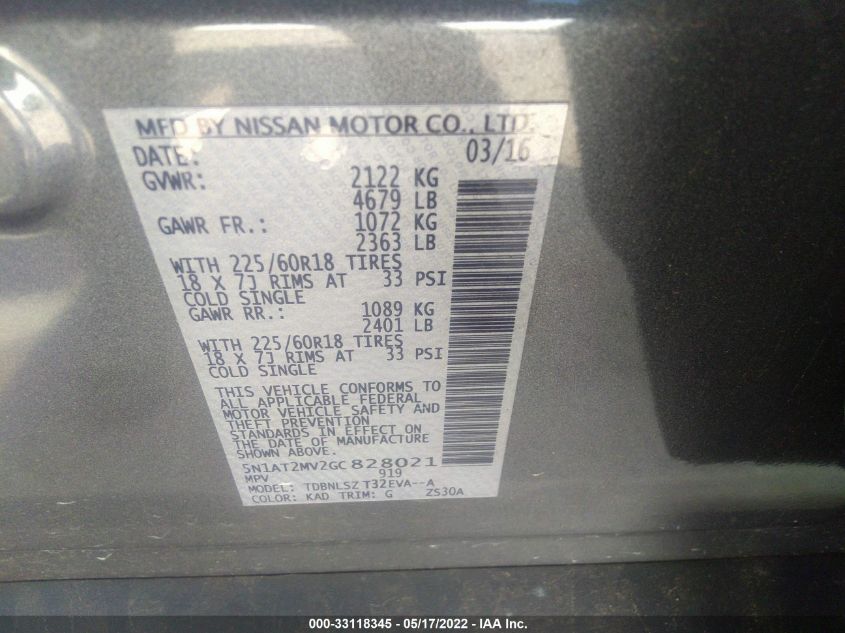 MFD BY NISSAN MOTOR CO., LTD.
DATE: 03/16
GVWR: 2122 KG
4679 LB
GAWR FR.: 1072 KG
2363 LB
WITH 225/60R18 TIRES
18 X 7J RIMS AT 33 PSI
COLD SINGLE
GAWR RR.: 1089 KG
2401 LB
WITH 225/60R18 TIRES
18 X 7J RIMS AT 33 PSI
COLD SINGLE
THIS VEHICLE CONFORMS TO
ALL APPLICABLE FEDERAL
MOTOR VEHICLE SAFETY AND
THEFT PREVENTION
STANDARDS IN EFFECT ON
THE DATE OF MANUFACTURE
SHOWN ABOVE.
5N1AT2MV2GC828021
MPV 919
MODEL: TDBNLSZ T32EVA--A
COLOR: KAD TRIM: G ZS30A
000-33118345 - 05/17/2022 - IAA Inc.